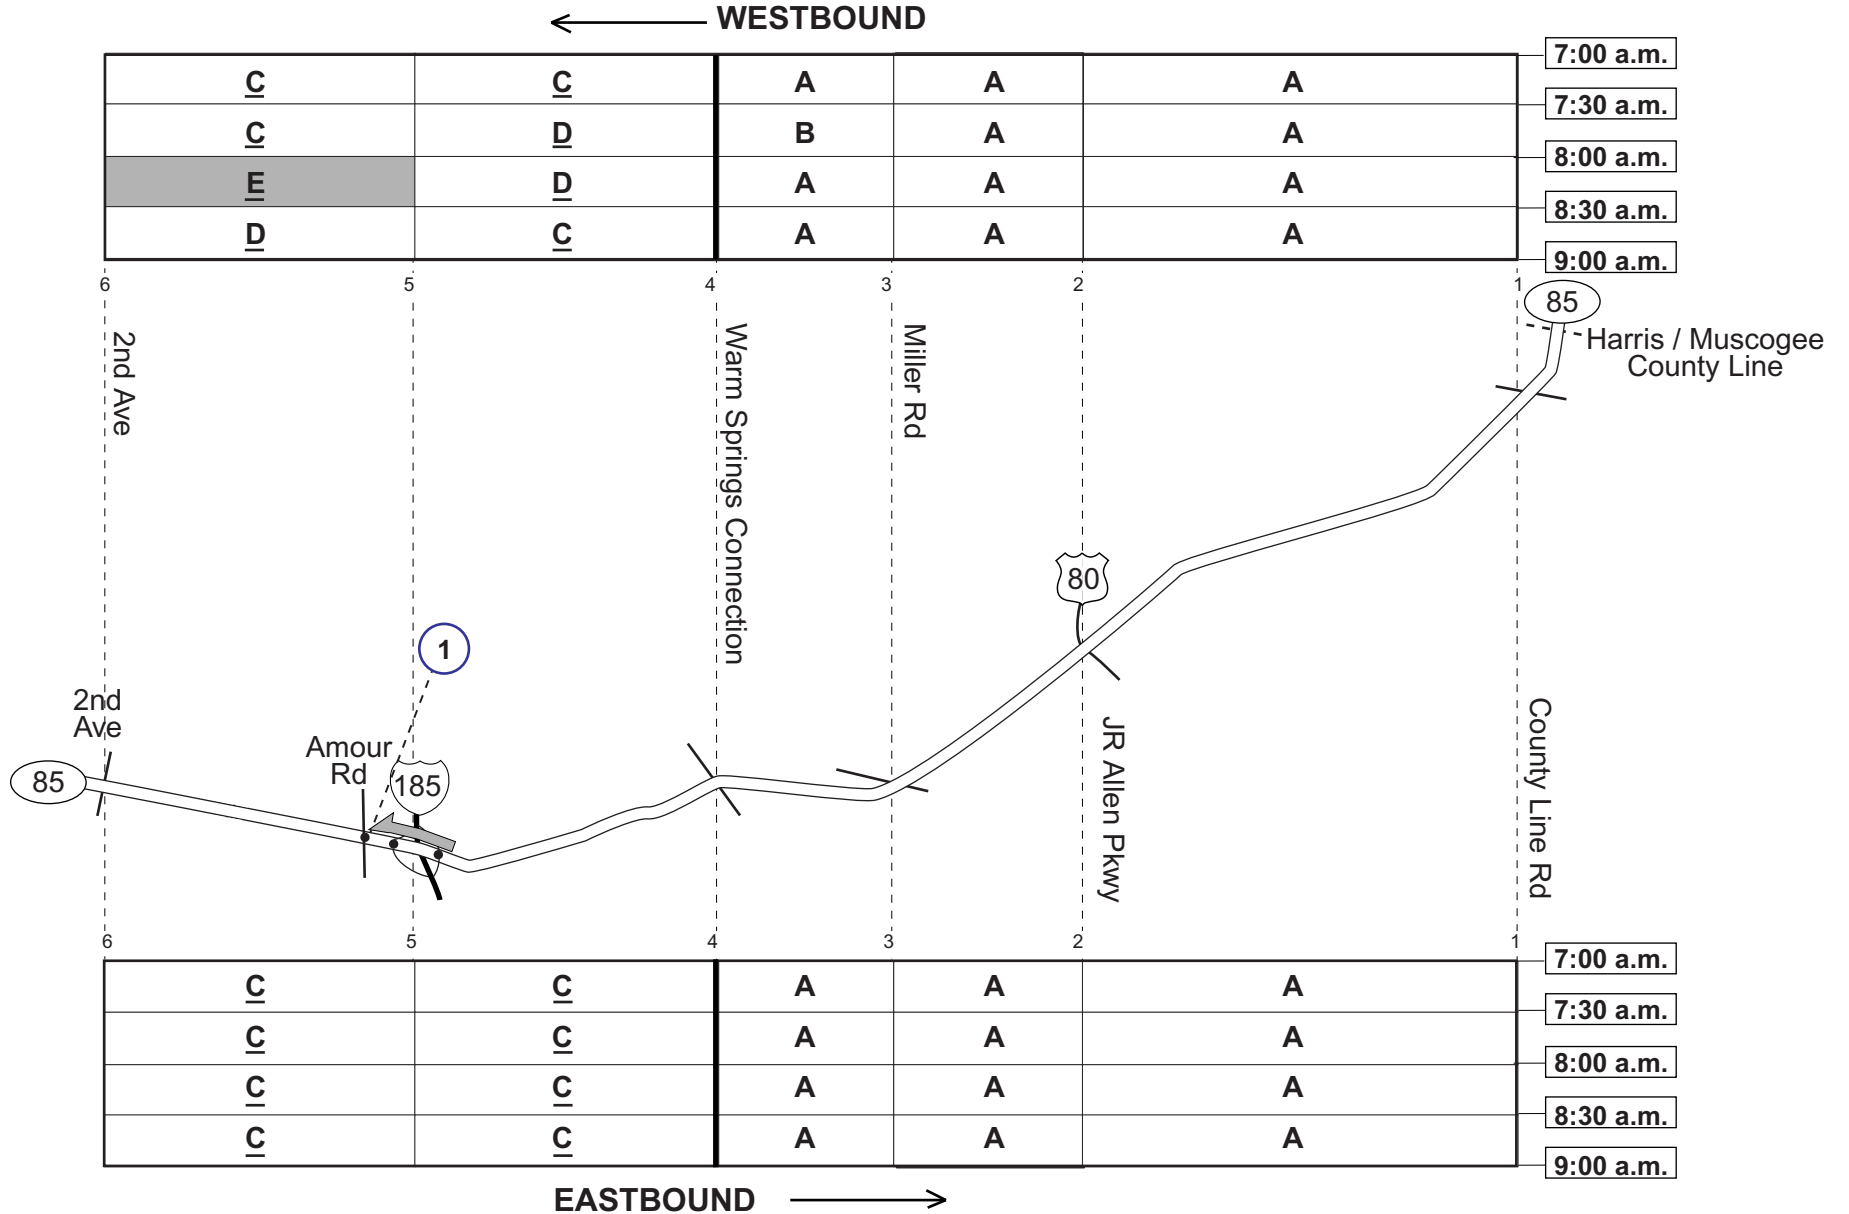 WESTBOUND
7:00 a.m.
C C A A A
7:30 a.m.
C D B A A
8:00 a.m.
E D A A A
8:30 a.m.
D C A A A
9:00 a.m.
6 5 4 3 2 1
85
Harris / Muscogee
County Line
2nd Ave
Warm Springs Connection
Miller Rd
80
1
2nd
Ave
Amour
Rd
85
185
JR Allen Pkwy
County Line Rd
6 5 4 3 2 1
7:00 a.m.
C C A A A
7:30 a.m.
C C A A A
8:00 a.m.
C C A A A
8:30 a.m.
C C A A A
9:00 a.m.
EASTBOUND